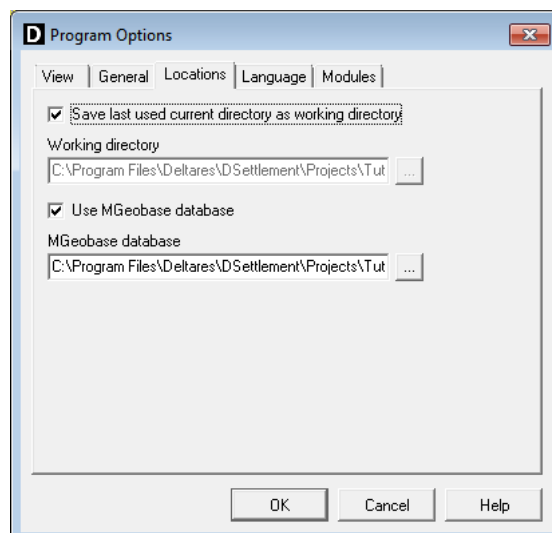 D Program Options
View General Locations Language Modules
Save last used current directory as working directory
Working directory
C:\Program Files\Deltares\DSettlement\Projects\Tut ...
Use MGeobase database
MGeobase database
C:\Program Files\Deltares\DSettlement\Projects\Tut ...
OK Cancel Help